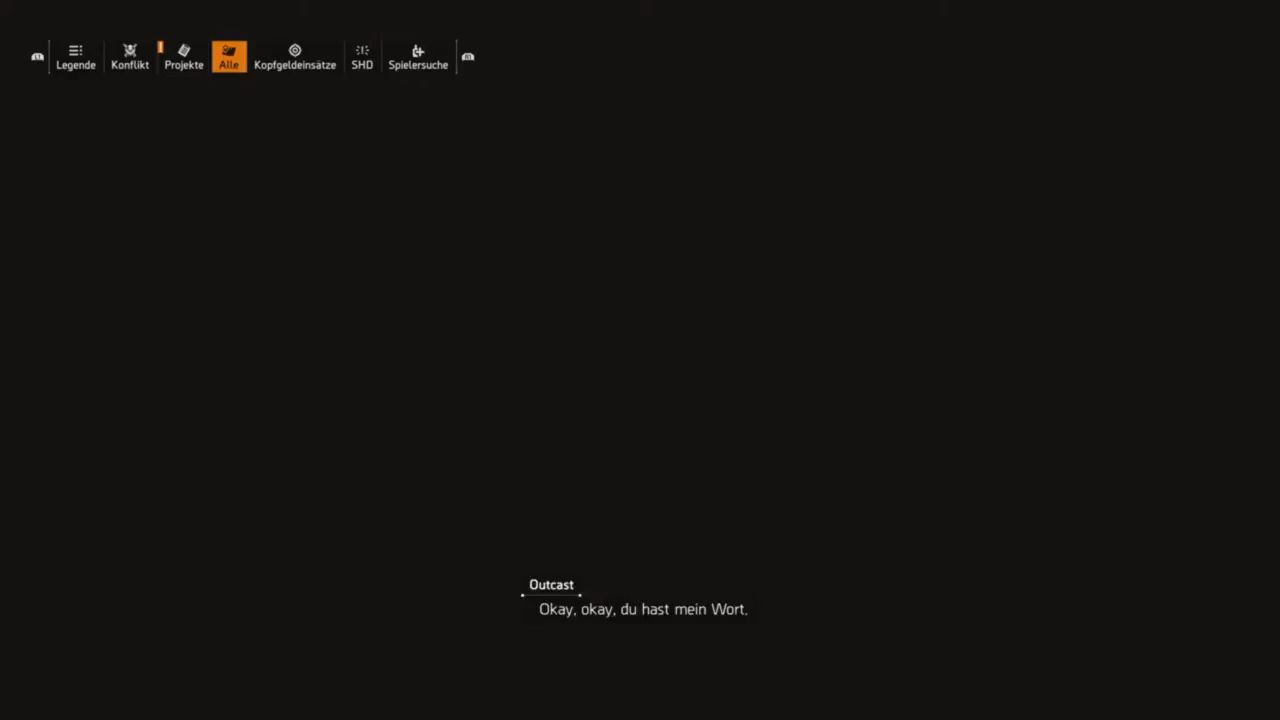 Legende
Konflikt
Projekte
Alle
Kopfgeldeinsätze
SHD
Spielersuche
Outcast
Okay, okay, du hast mein Wort.